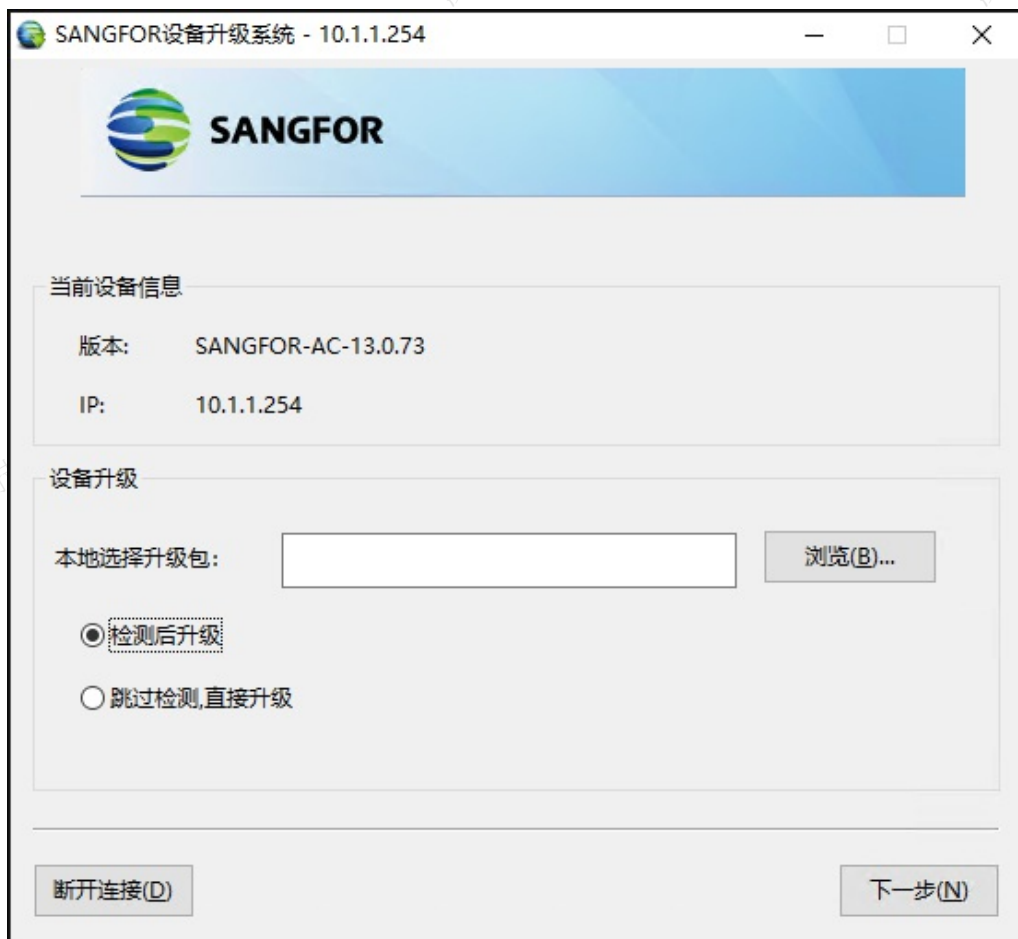 SANGFOR设备升级系统 - 10.1.1.254
SANGFOR
当前设备信息
版本: SANGFOR-AC-13.0.73
IP: 10.1.1.254
设备升级
本地选择升级包: 浏览(B)...
检测后升级
跳过检测,直接升级
断开连接(D) 下一步(N)